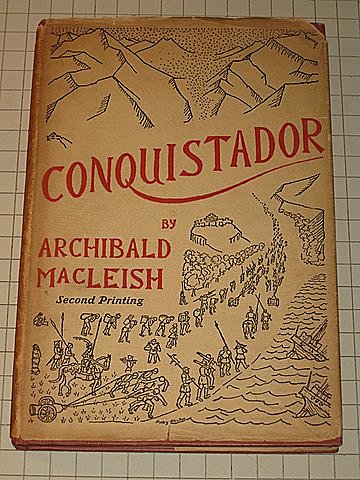 CONQUISTADOR
BY
ARCHIBALD
MACLEISH
Second Printing